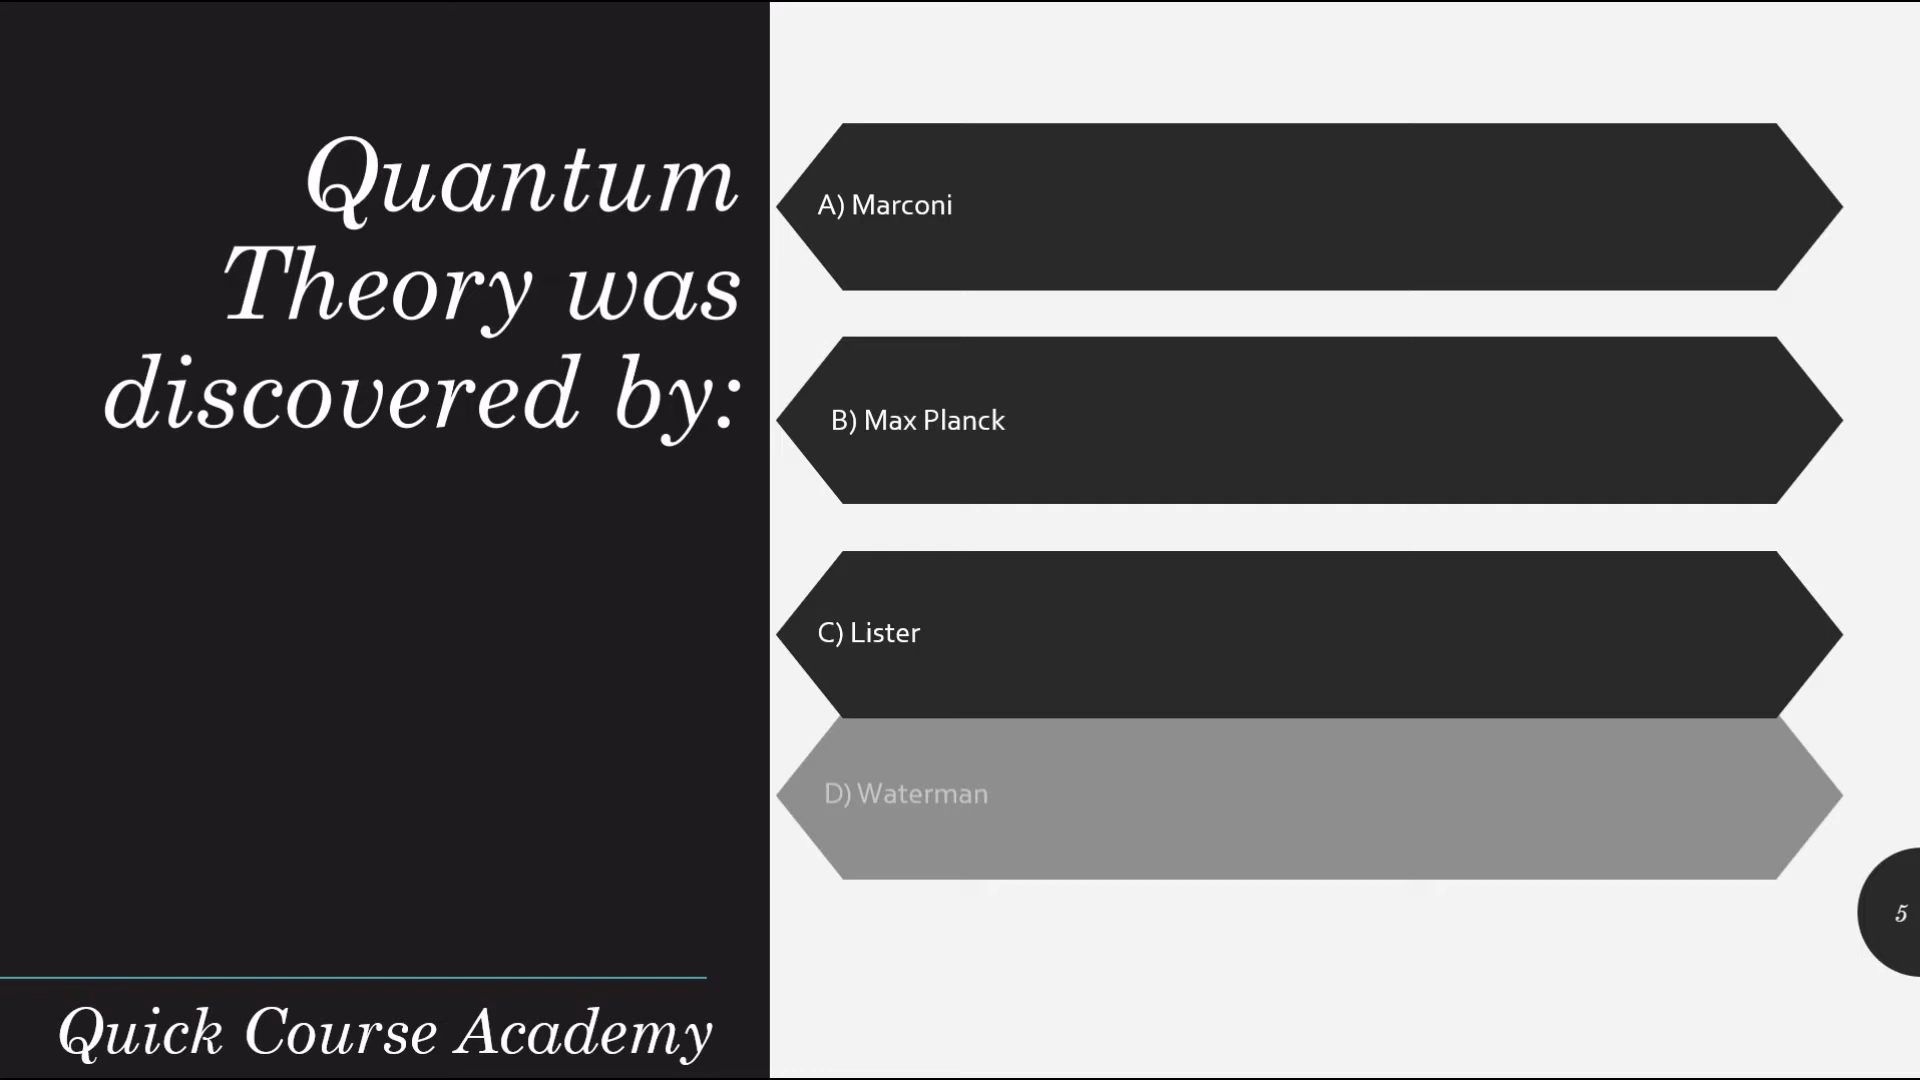 Quantum
Theory was
discovered by:
A) Marconi
B) Max Planck
C) Lister
D) Waterman
5
Quick Course Academy